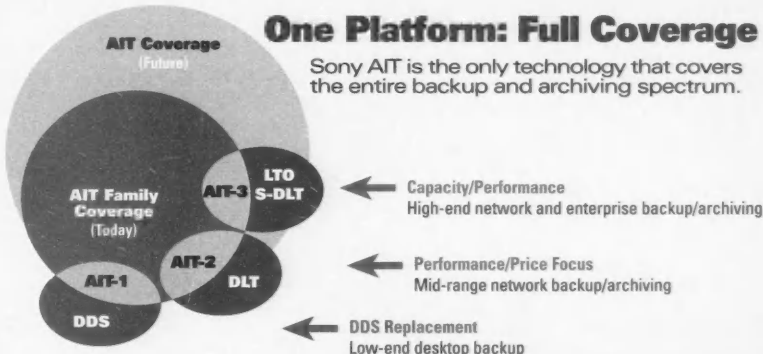 One Platform: Full Coverage
Sony AIT is the only technology that covers
the entire backup and archiving spectrum.
AIT Coverage
(Future)
AIT Family
Coverage
(Today)
AIT-3
LTO
S-DLT
AIT-2
DLT
AIT-1
DDS
Capacity/Performance
High-end network and enterprise backup/archiving
Performance/Price Focus
Mid-range network backup/archiving
DDS Replacement
Low-end desktop backup